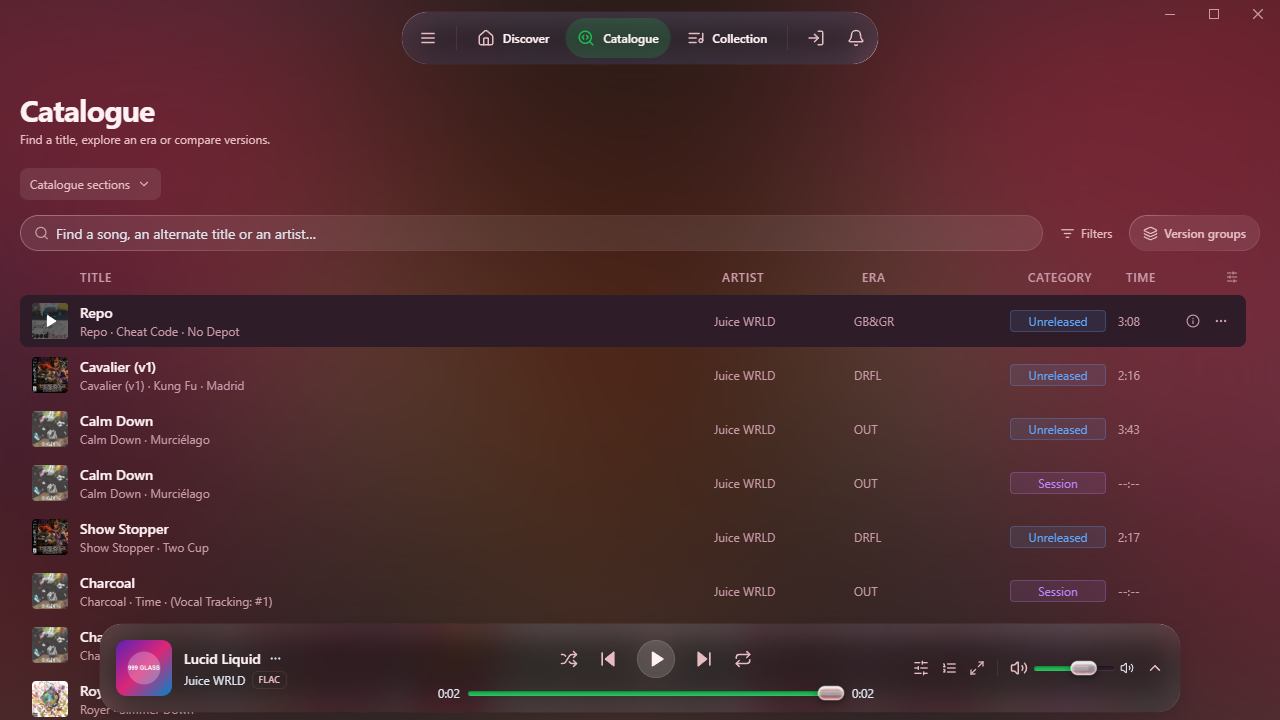 Discover
Catalogue
Collection
Catalogue
Find a title, explore an era or compare versions.
Catalogue sections
Find a song, an alternate title or an artist...
Filters
Version groups
TITLE ARTIST ERA CATEGORY TIME
Repo
Repo · Cheat Code · No Depot
Juice WRLD GB&GR Unreleased 3:08
Cavalier (v1)
Cavalier (v1) · Kung Fu · Madrid
Juice WRLD DRFL Unreleased 2:16
Calm Down
Calm Down · Murciélago
Juice WRLD OUT Unreleased 3:43
Calm Down
Calm Down · Murciélago
Juice WRLD OUT Session --:--
Show Stopper
Show Stopper · Two Cup
Juice WRLD DRFL Unreleased 2:17
Charcoal
Charcoal · Time · (Vocal Tracking: #1)
Juice WRLD OUT Session --:--
999 GLASS
Lucid Liquid
Juice WRLD FLAC
0:02
0:02
Royer · Slimmer Down